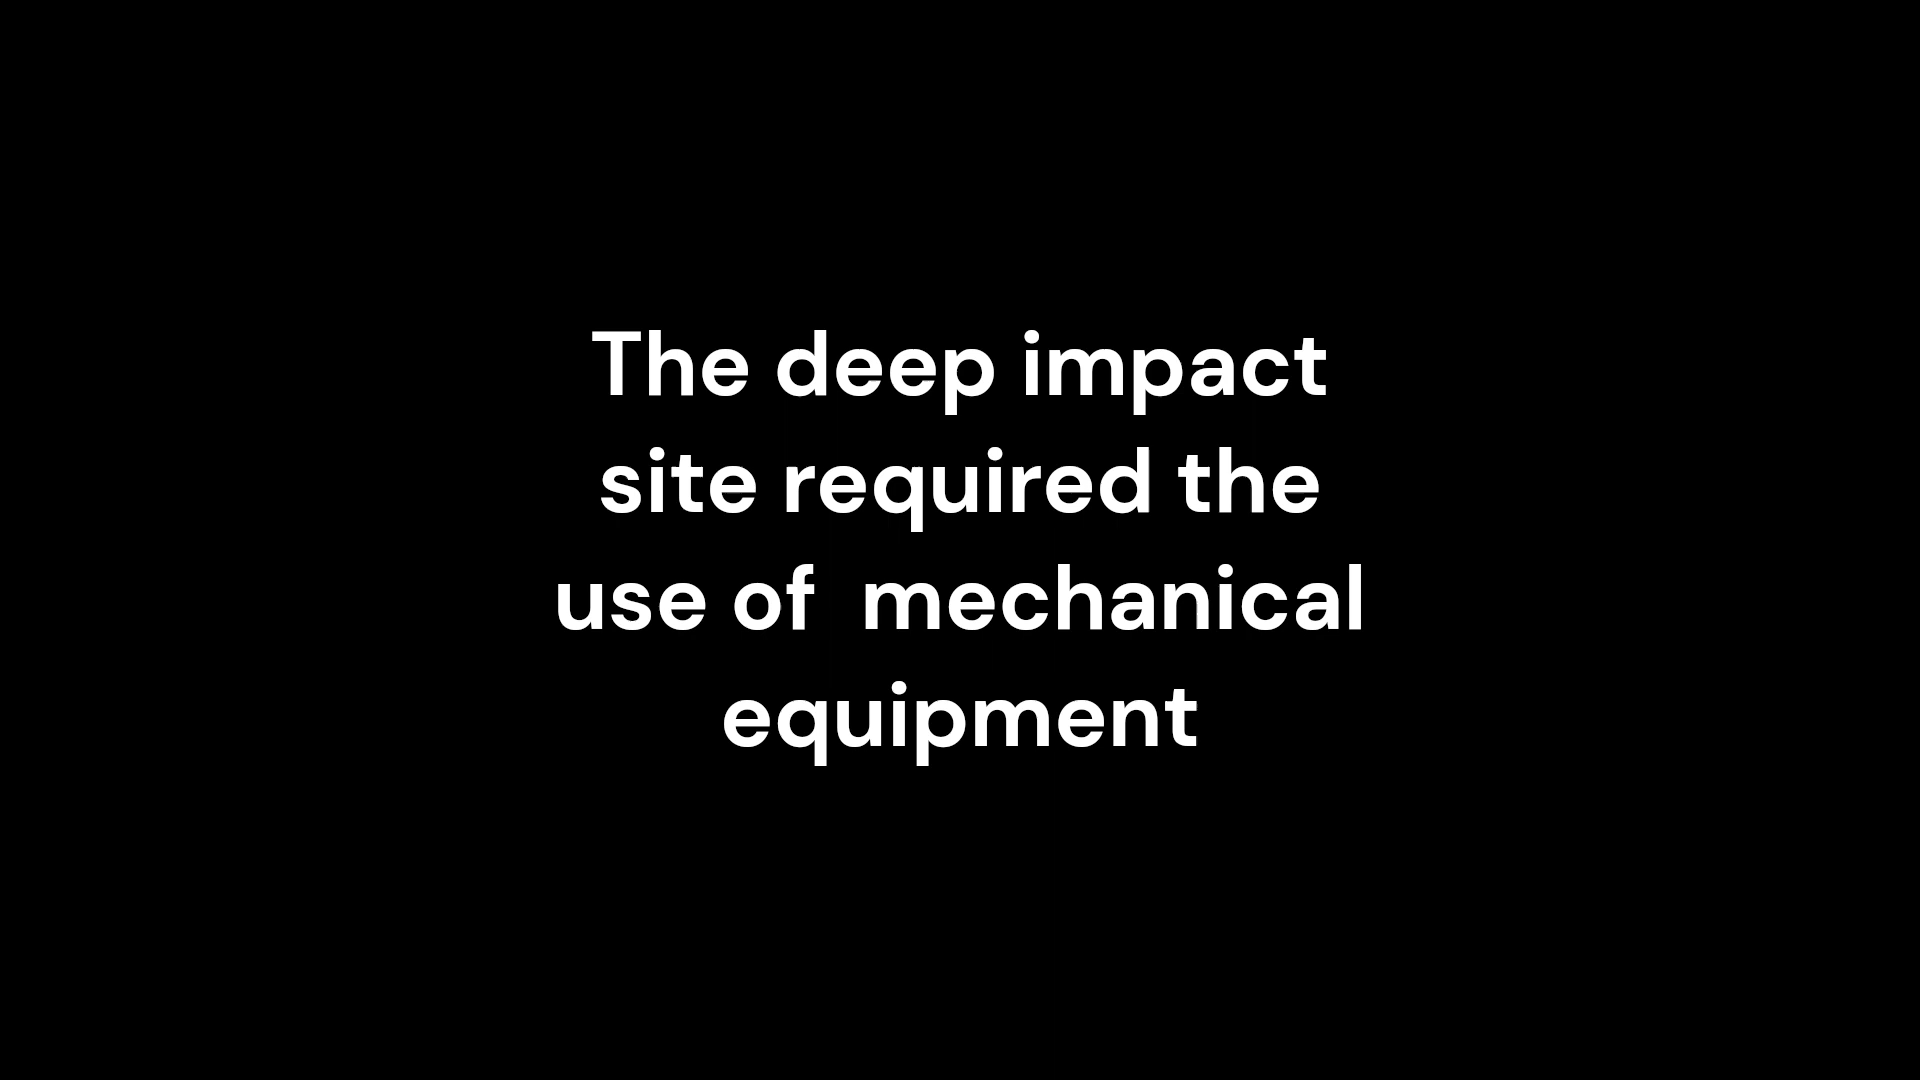 The deep impact
site required the
use of  mechanical
equipment